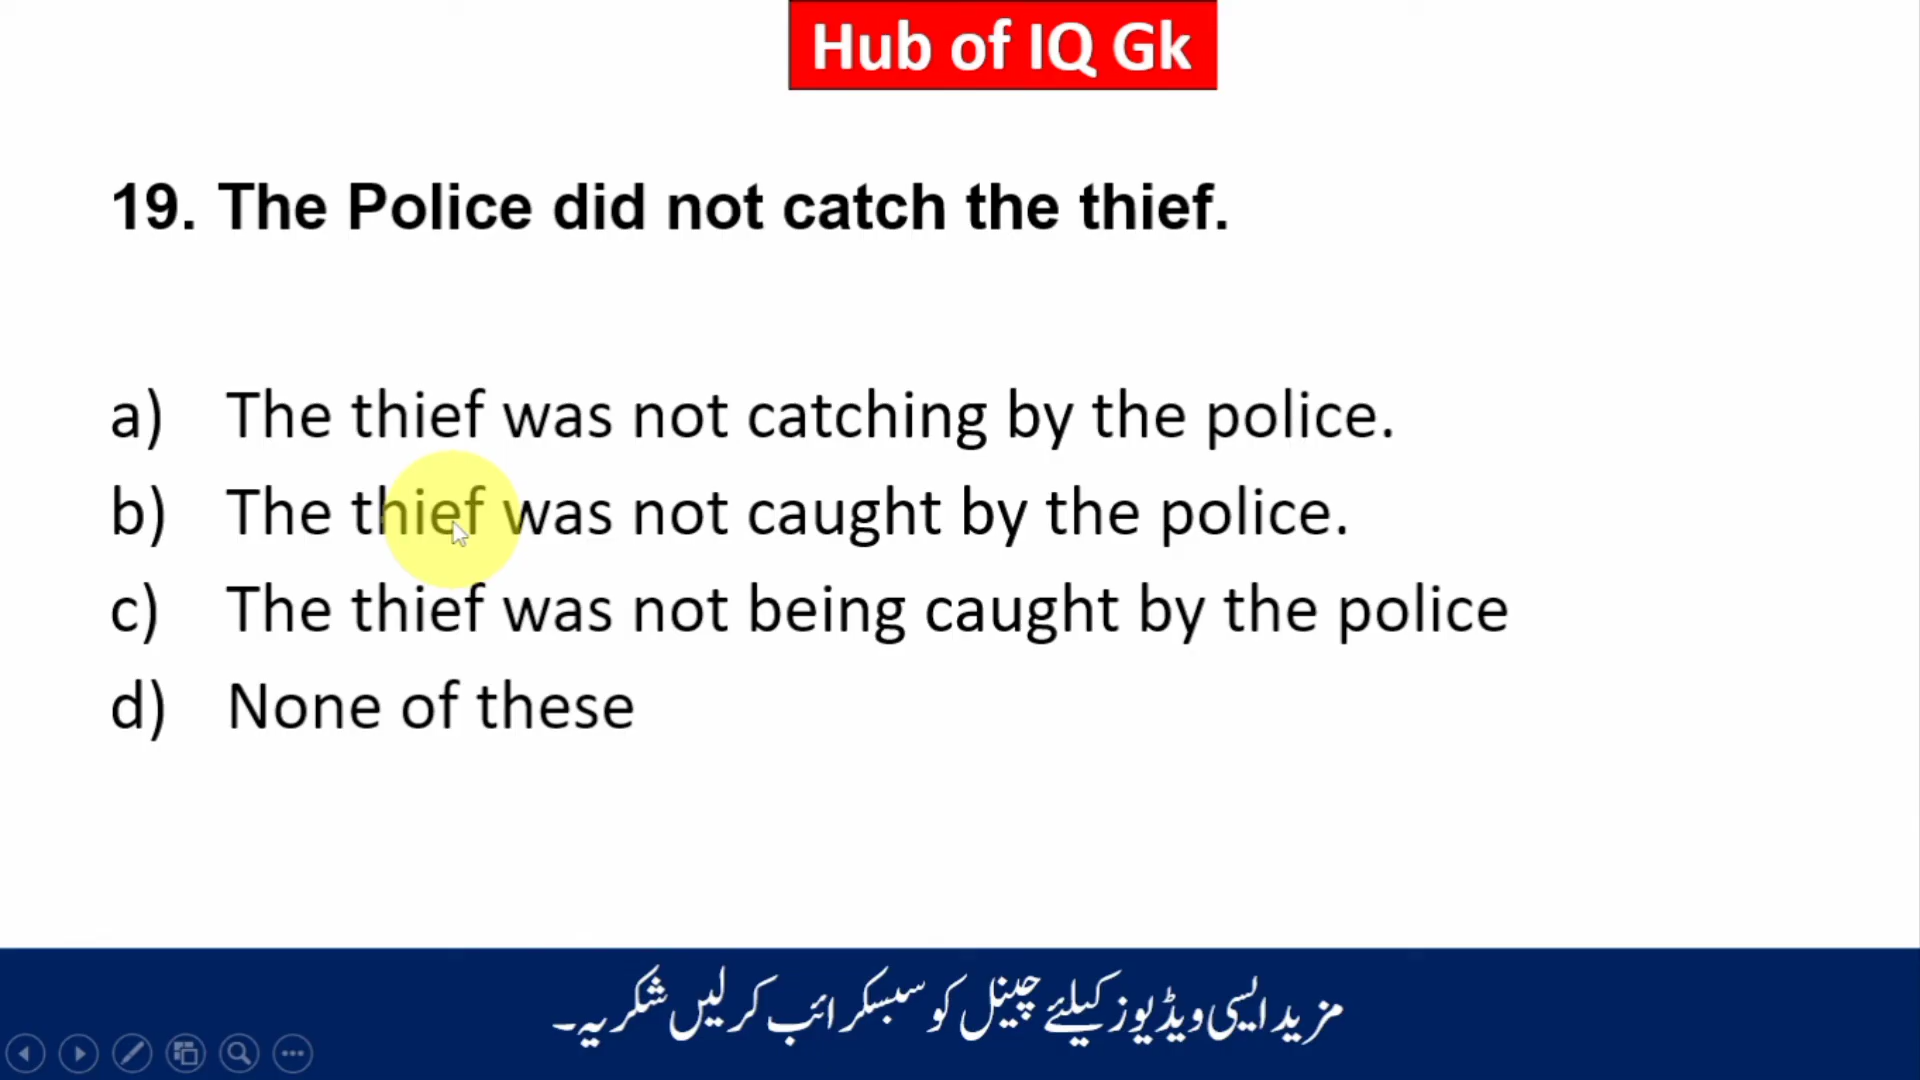 Hub of IQ Gk
19. The Police did not catch the thief.
a) The thief was not catching by the police.
b) The thief was not caught by the police.
c) The thief was not being caught by the police
d) None of these
مزید ایسی ویڈیوز کیلئے چینل کو سبسکرائب کر لیں شکریہ۔